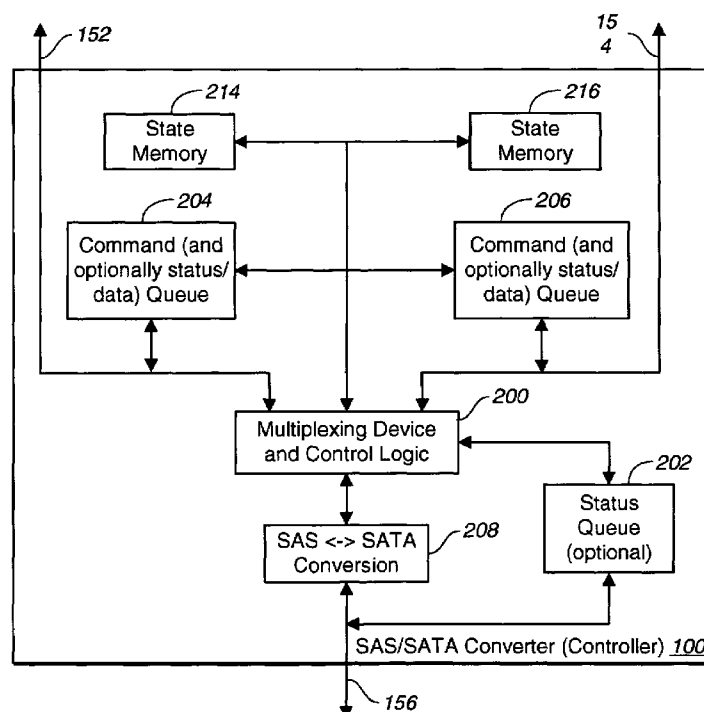 152
15
4
214
State
Memory
216
State
Memory
204
Command (and
optionally status/
data) Queue
206
Command (and
optionally status/
data) Queue
200
Multiplexing Device
and Control Logic
202
Status
Queue
(optional)
208
SAS <-> SATA
Conversion
SAS/SATA Converter (Controller) 100
156